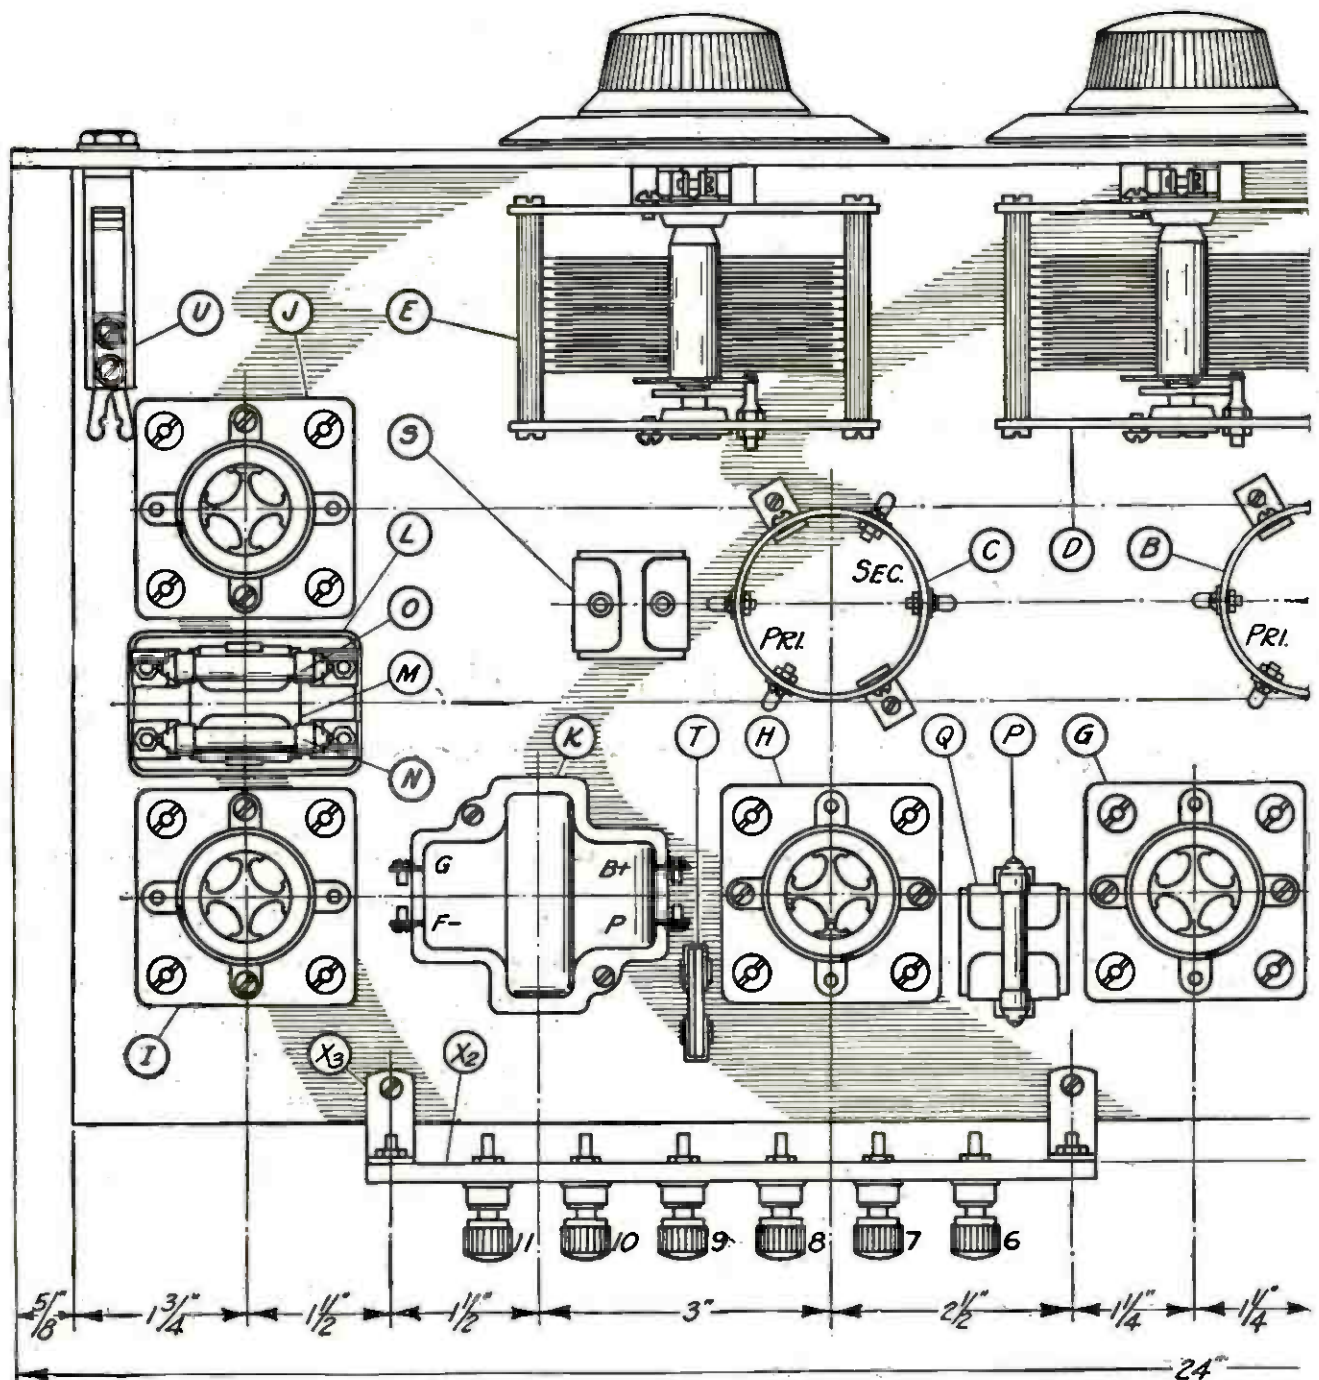 U J E
S
L C D B
SEC.
O
PRI. PRI.
M
K T H Q P G
N
G B+
F- P
I X3 X2
11 10 9 8 7 6
5/8" 1 3/4" 1 1/2" 1 1/2" 3" 2 1/2" 1 1/4" 1 1/4"
24"